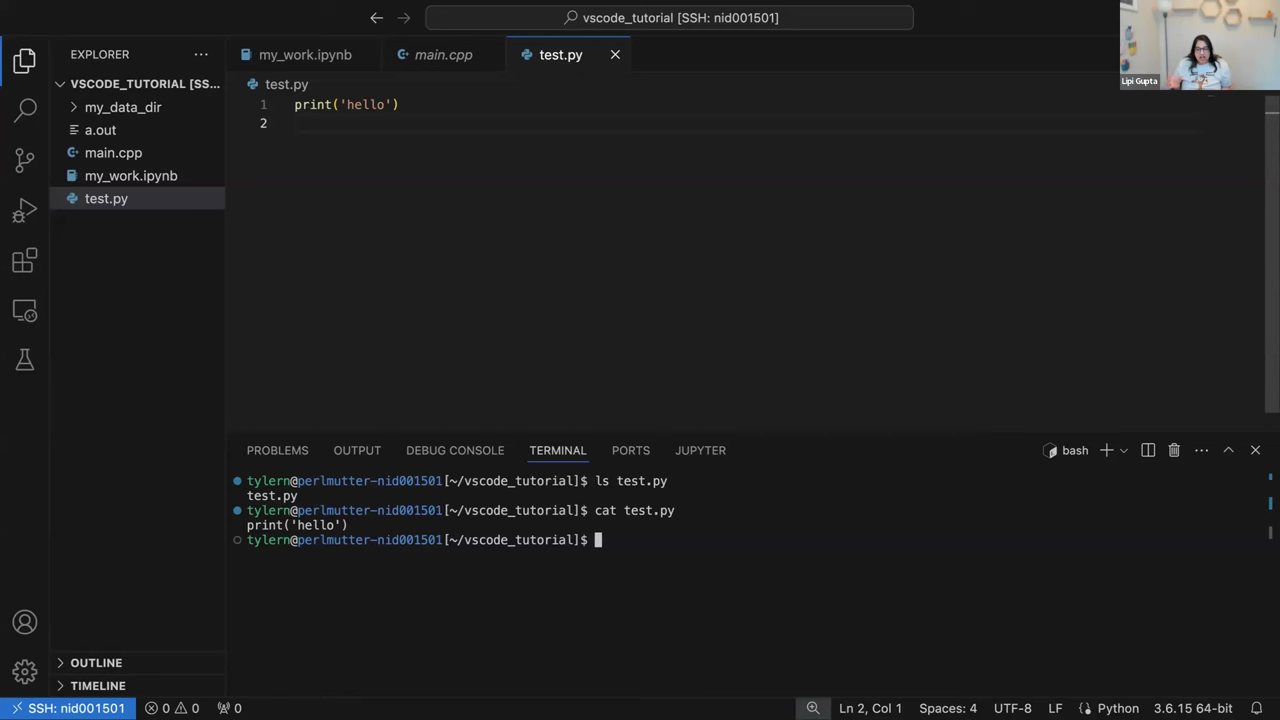 vscode_tutorial [SSH: nid001501]
Lipi Gupta
EXPLORER
VSCODE_TUTORIAL [SS...
my_data_dir
a.out
main.cpp
my_work.ipynb
test.py
my_work.ipynb
main.cpp
test.py
test.py
1 print('hello')
2
PROBLEMS OUTPUT DEBUG CONSOLE TERMINAL PORTS JUPYTER
bash
tylern@perlmutter-nid001501[~/vscode_tutorial]$ ls test.py
test.py
tylern@perlmutter-nid001501[~/vscode_tutorial]$ cat test.py
print('hello')
tylern@perlmutter-nid001501[~/vscode_tutorial]$
OUTLINE
TIMELINE
SSH: nid001501 0 0 0 Ln 2, Col 1 Spaces: 4 UTF-8 LF Python 3.6.15 64-bit